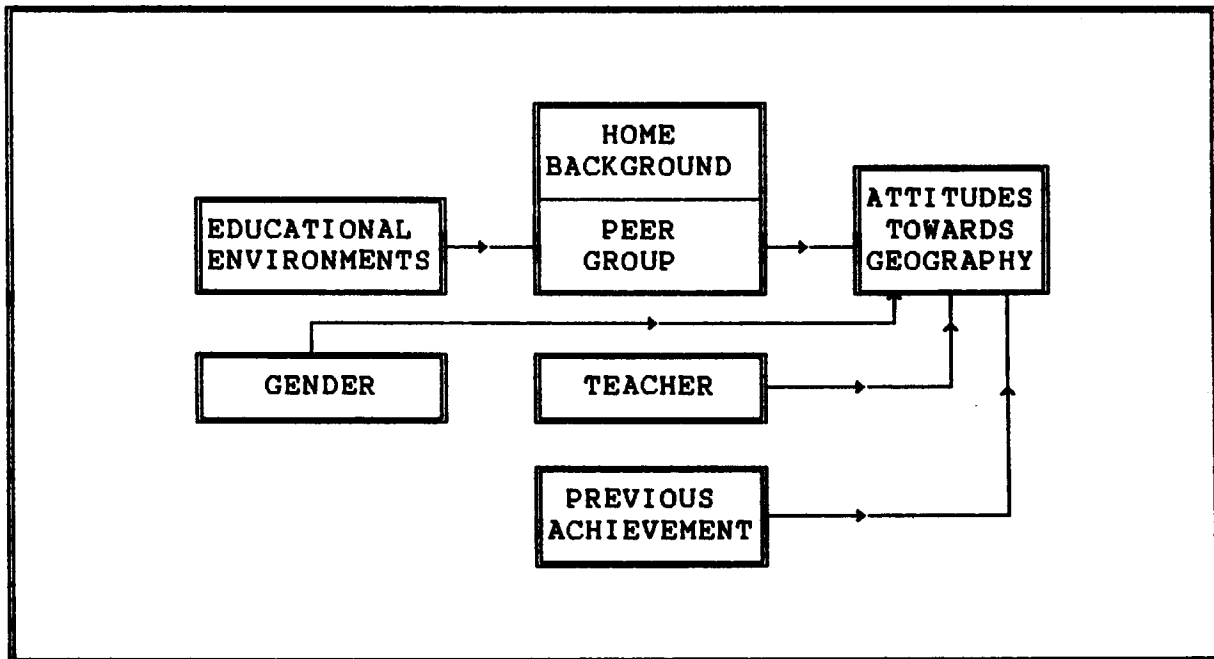 HOME
BACKGROUND
PEER
GROUP
EDUCATIONAL
ENVIRONMENTS
ATTITUDES
TOWARDS
GEOGRAPHY
GENDER
TEACHER
PREVIOUS
ACHIEVEMENT